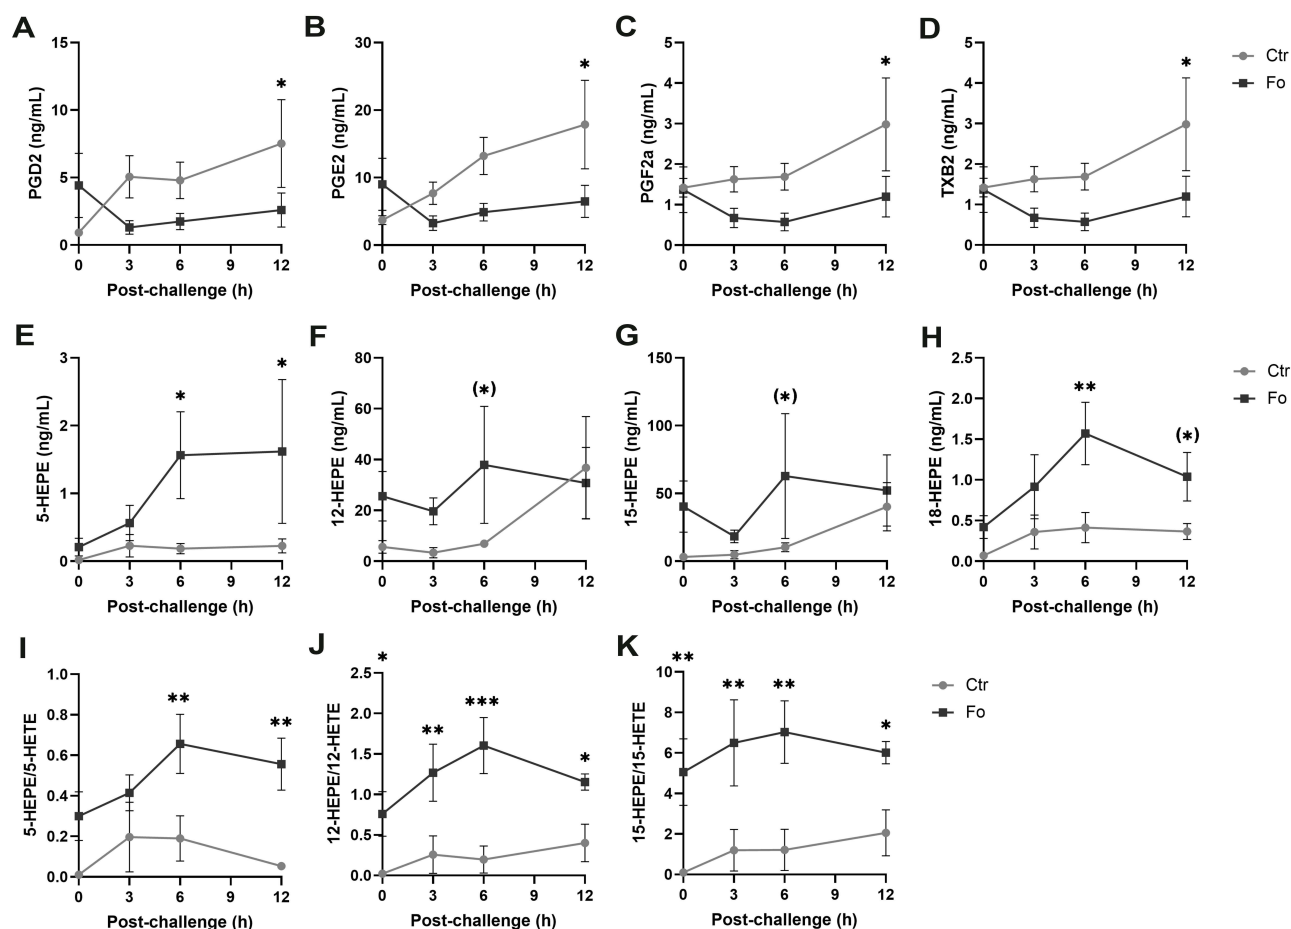 A
PGD2 (ng/mL)
15
10
5
0
*
0 3 6 9 12
Post-challenge (h)
B
PGE2 (ng/mL)
30
20
10
0
*
0 3 6 9 12
Post-challenge (h)
C
PGF2a (ng/mL)
5
4
3
2
1
0
*
0 3 6 9 12
Post-challenge (h)
D
TXB2 (ng/mL)
5
4
3
2
1
0
*
0 3 6 9 12
Post-challenge (h)
Ctr
Fo
E
5-HEPE (ng/mL)
3
2
1
0
* *
0 3 6 9 12
Post-challenge (h)
F
12-HEPE (ng/mL)
80
60
40
20
0
(*)
0 3 6 9 12
Post-challenge (h)
G
15-HEPE (ng/mL)
150
100
50
0
(*)
0 3 6 9 12
Post-challenge (h)
H
18-HEPE (ng/mL)
2.5
2.0
1.5
1.0
0.5
0.0
** (*)
0 3 6 9 12
Post-challenge (h)
Ctr
Fo
I
5-HEPE/5-HETE
1.0
0.8
0.6
0.4
0.2
0.0
** **
0 3 6 9 12
Post-challenge (h)
J
12-HEPE/12-HETE
2.5
2.0
1.5
1.0
0.5
0.0
* ** *** *
0 3 6 9 12
Post-challenge (h)
K
15-HEPE/15-HETE
10
8
6
4
2
0
** ** ** *
0 3 6 9 12
Post-challenge (h)
Ctr
Fo